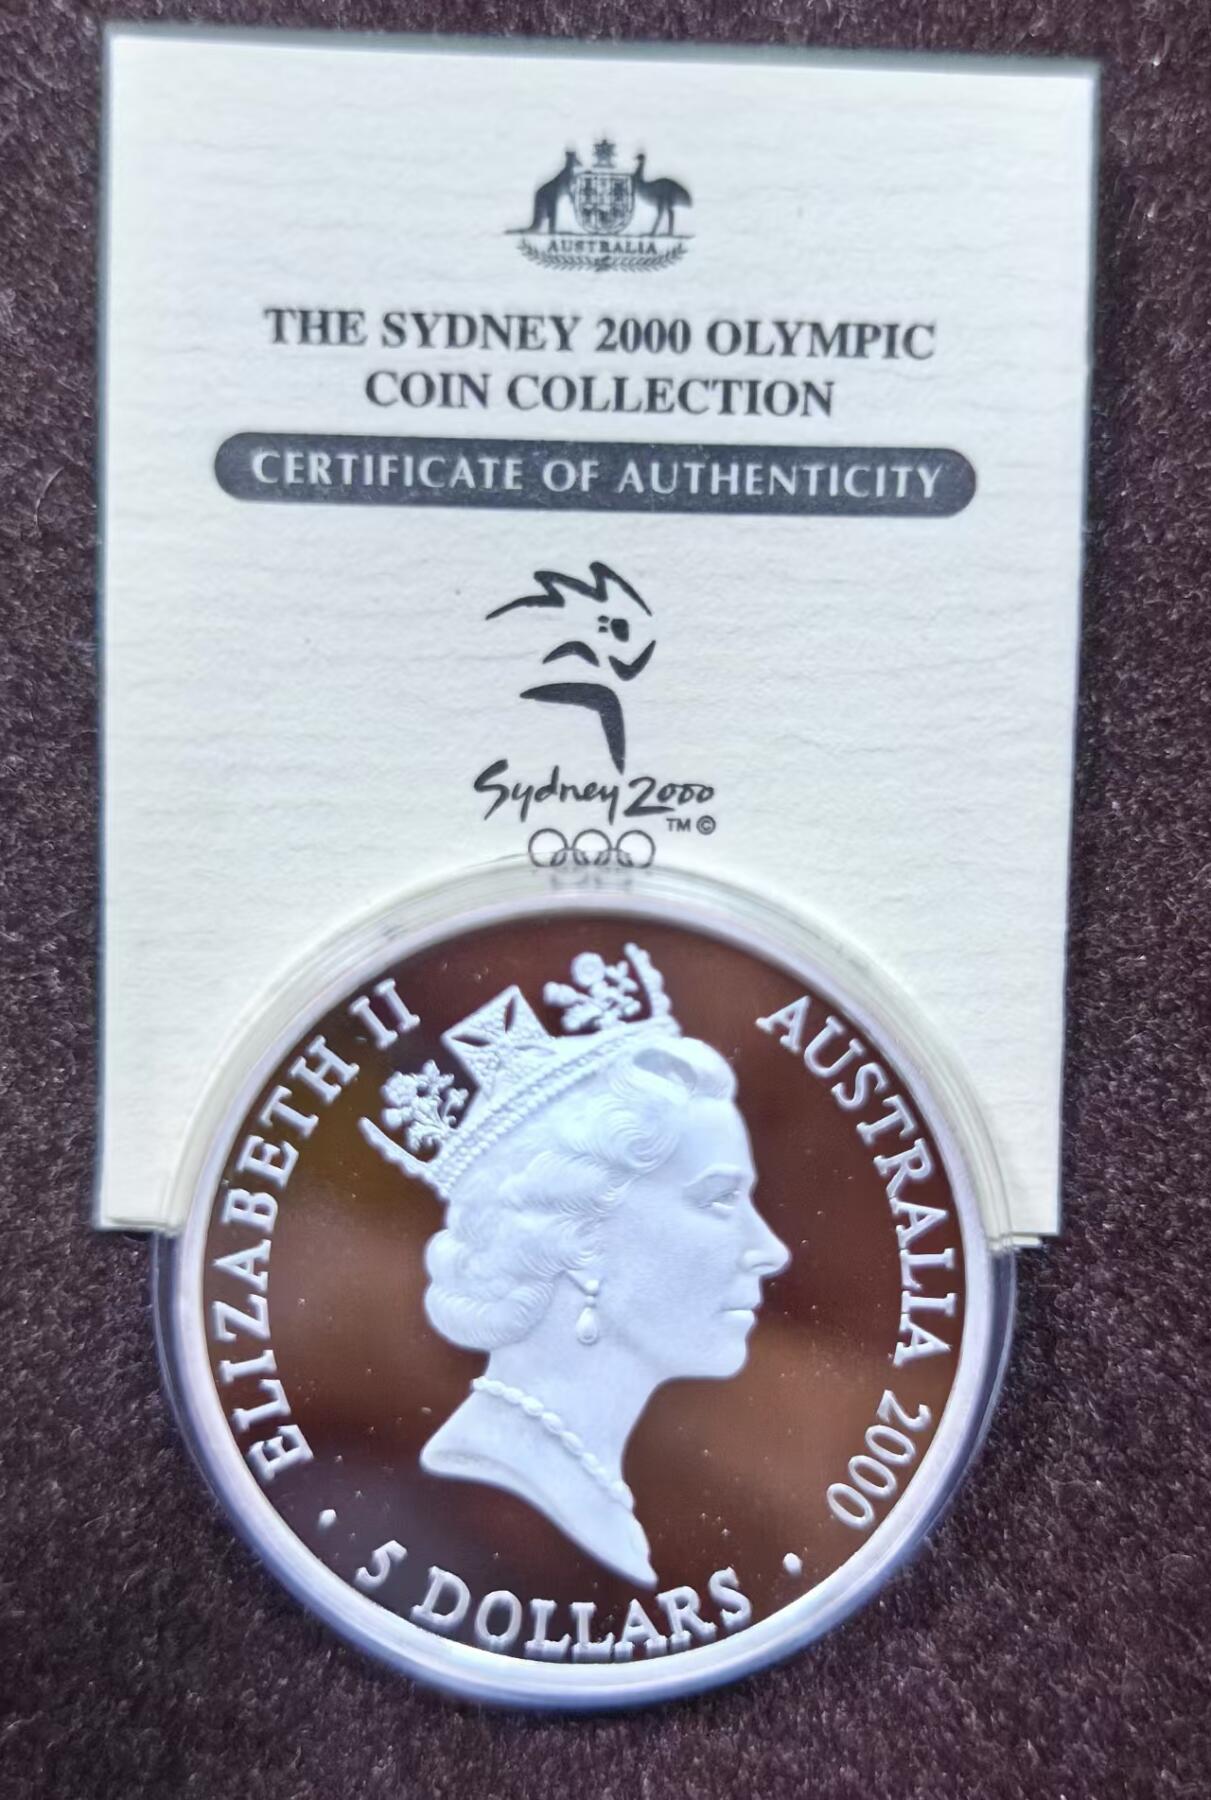 AUSTRALIA
THE SYDNEY 2000 OLYMPIC
COIN COLLECTION
CERTIFICATE OF AUTHENTICITY
Sydney 2000
TM ©
ELIZABETH II
AUSTRALIA 2000
· 5 DOLLARS ·